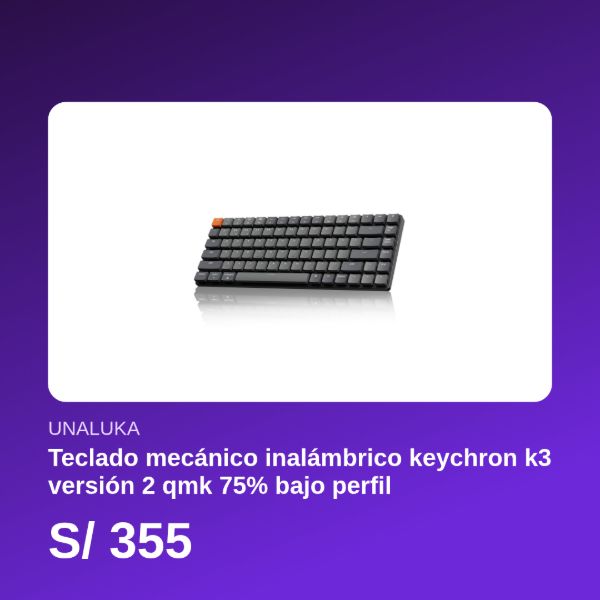 UNALUKA
Teclado mecánico inalámbrico keychron k3
versión 2 qmk 75% bajo perfil
S/ 355